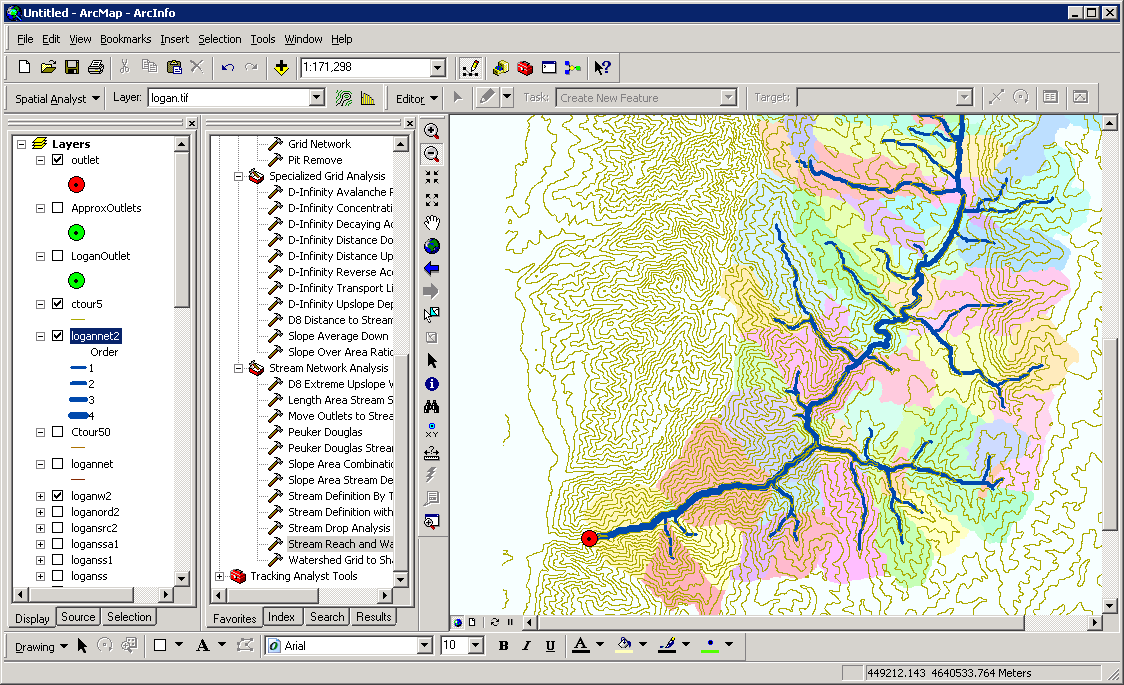 Untitled - ArcMap - ArcInfo
File Edit View Bookmarks Insert Selection Tools Window Help
1:171,298
Spatial Analyst Layer: logan.tif Editor Task: Create New Feature Target:
Layers
outlet
ApproxOutlets
LoganOutlet
ctour5
logannet2
Order
1
2
3
4
Ctour50
logannet
loganw2
loganord2
logansrc2
loganssa1
loganss1
loganss
Display Source Selection
Grid Network
Pit Remove
Specialized Grid Analysis
D-Infinity Avalanche R
D-Infinity Concentrati
D-Infinity Decaying Ac
D-Infinity Distance Do
D-Infinity Distance Up
D-Infinity Reverse Acc
D-Infinity Transport Li
D-Infinity Upslope Dep
D8 Distance to Stream
Slope Average Down
Slope Over Area Ratio
Stream Network Analysis
D8 Extreme Upslope V
Length Area Stream S
Move Outlets to Strea
Peuker Douglas
Peuker Douglas Strean
Slope Area Combinatio
Slope Area Stream De
Stream Definition By T
Stream Definition with
Stream Drop Analysis
Stream Reach and Wa
Watershed Grid to Sha
Tracking Analyst Tools
Favorites Index Search Results
XY
Drawing A Arial 10 B I U A
449212.143 4640533.764 Meters